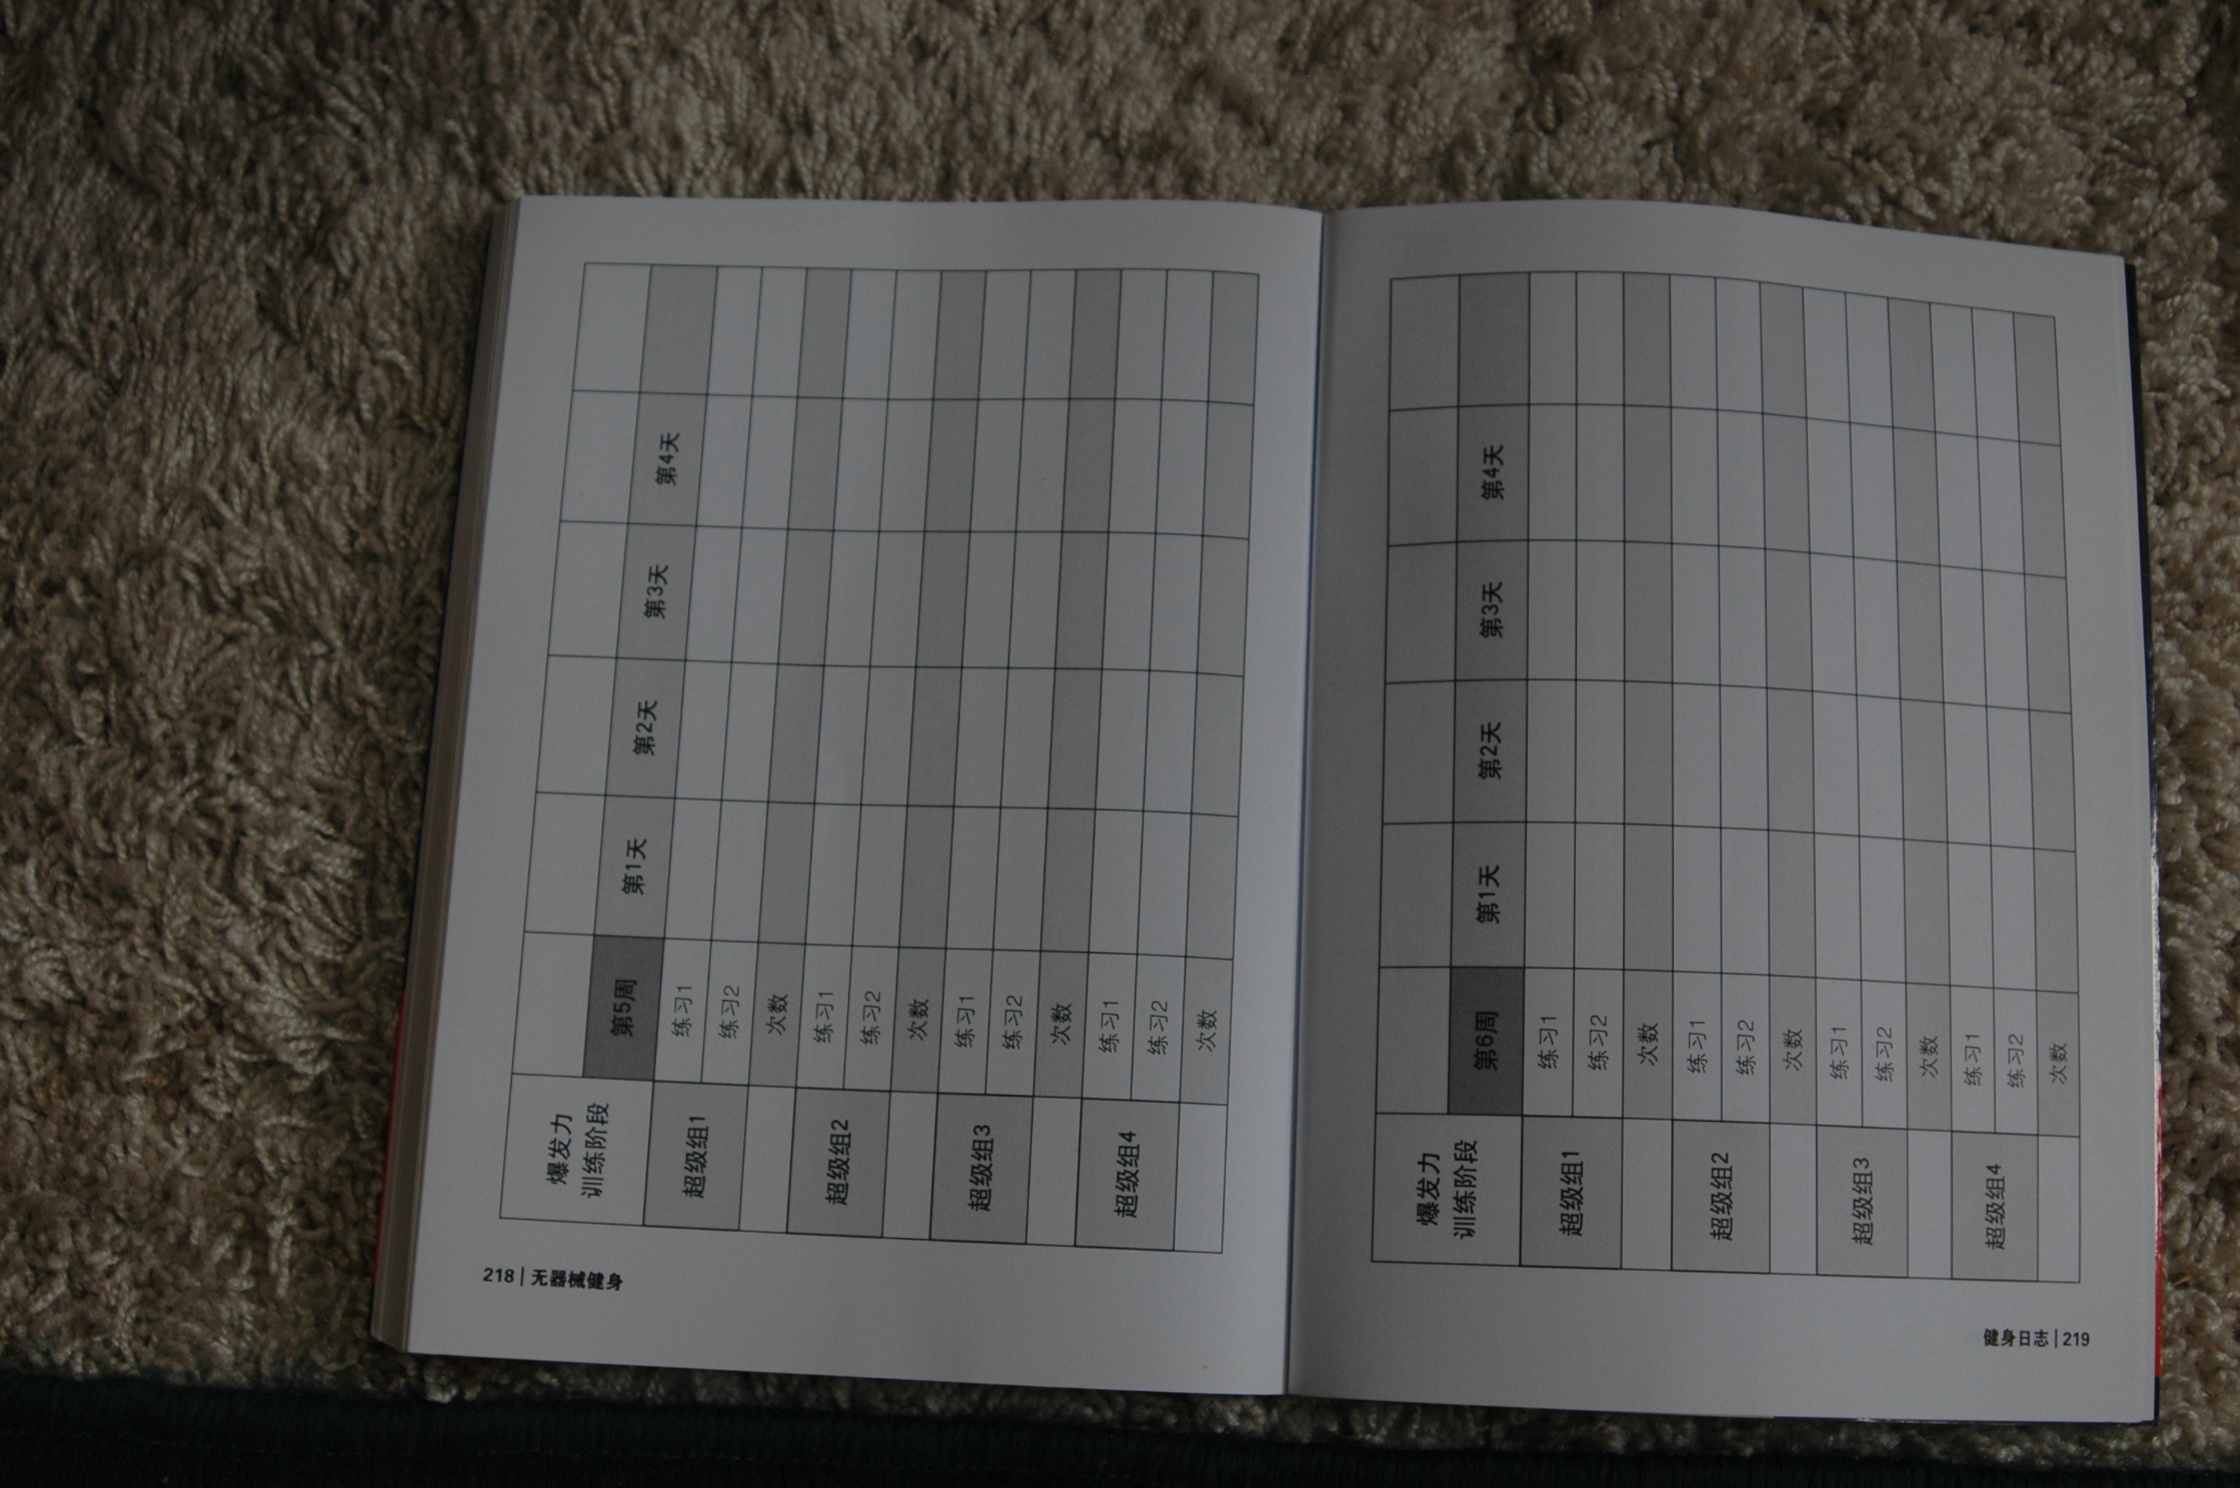 218 | 无器械健身
爆发力
训练阶段
第5周 第1天 第2天 第3天 第4天
超级组1
练习1
练习2
次数
超级组2
练习1
练习2
次数
超级组3
练习1
练习2
次数
超级组4
练习1
练习2
次数
健身日志 | 219
爆发力
训练阶段
第6周 第1天 第2天 第3天 第4天
超级组1
练习1
练习2
次数
超级组2
练习1
练习2
次数
超级组3
练习1
练习2
次数
超级组4
练习1
练习2
次数